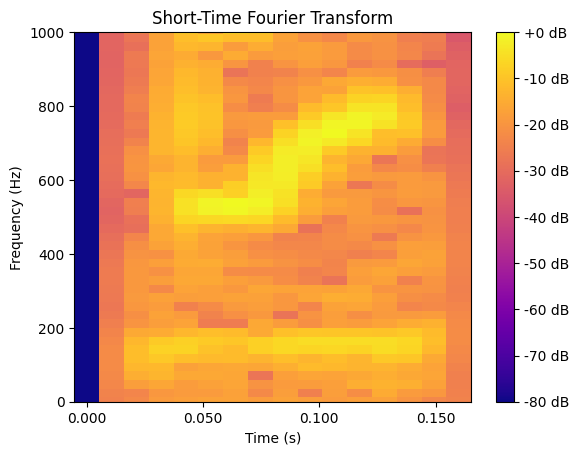 Short-Time Fourier Transform
1000
800
600
400
200
0
Frequency (Hz)
0.000
0.050
0.100
0.150
Time (s)
+0 dB
-10 dB
-20 dB
-30 dB
-40 dB
-50 dB
-60 dB
-70 dB
-80 dB